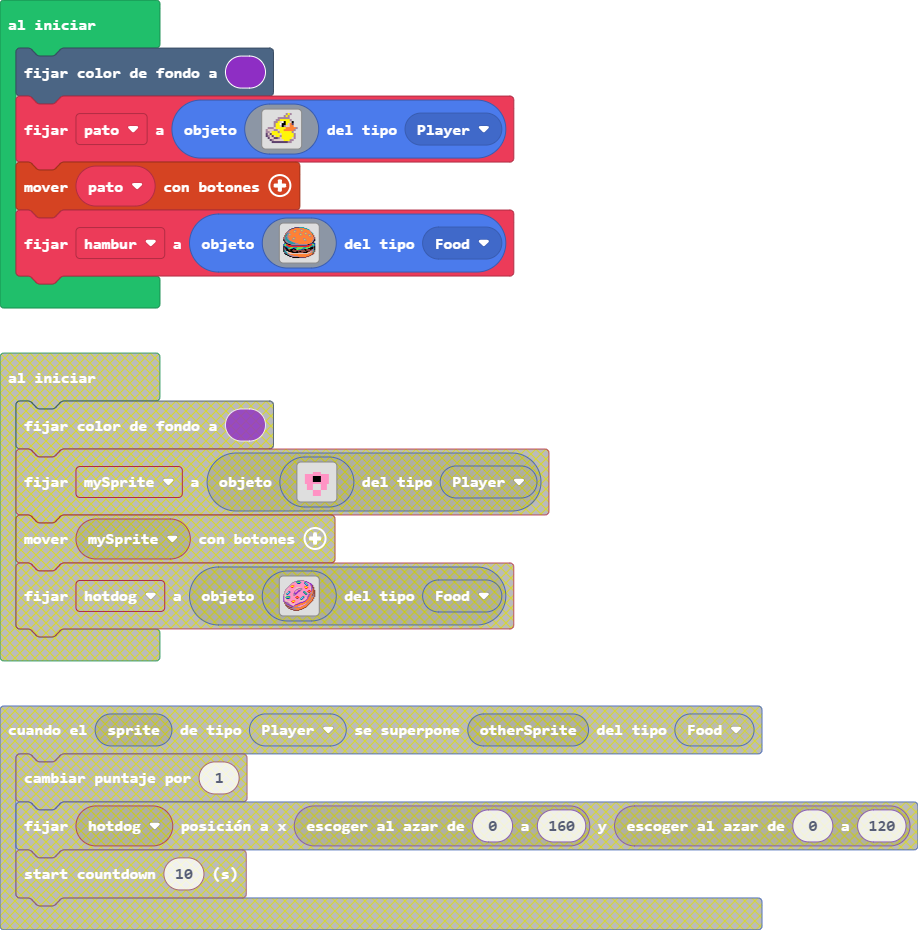 al iniciar
fijar color de fondo a
fijar pato a objeto del tipo Player
mover pato con botones
fijar hambur a objeto del tipo Food
al iniciar
fijar color de fondo a
fijar mySprite a objeto del tipo Player
mover mySprite con botones
fijar hotdog a objeto del tipo Food
cuando el sprite de tipo Player se superpone otherSprite del tipo Food
cambiar puntaje por 1
fijar hotdog posición a x escoger al azar de 0 a 160 y escoger al azar de 0 a 120
start countdown 10 (s)